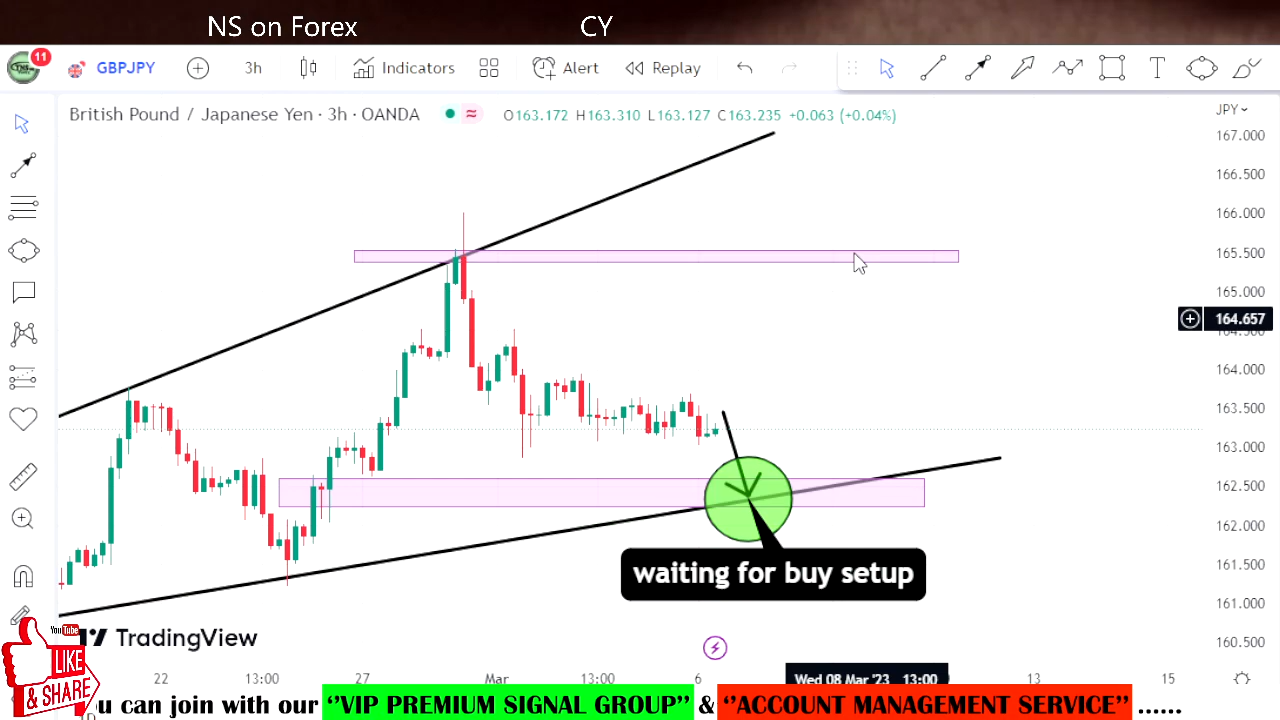 NS on Forex CY
11
GBPJPY 3h Indicators Alert Replay
British Pound / Japanese Yen · 3h · OANDA O163.172 H163.310 L163.127 C163.235 +0.063 (+0.04%)
JPY
167.000
166.500
166.000
165.500
165.000
164.657
164.000
163.500
163.000
162.500
162.000
161.500
161.000
160.500
waiting for buy setup
TradingView
YouTube
LIKE
& SHARE
22 13:00 27 Mar 13:00 6 Wed 08 Mar '23 13:00 13 15
ou can join with our ‘’VIP PREMIUM SIGNAL GROUP’’ & ‘’ACCOUNT MANAGEMENT SERVICE’’ ......